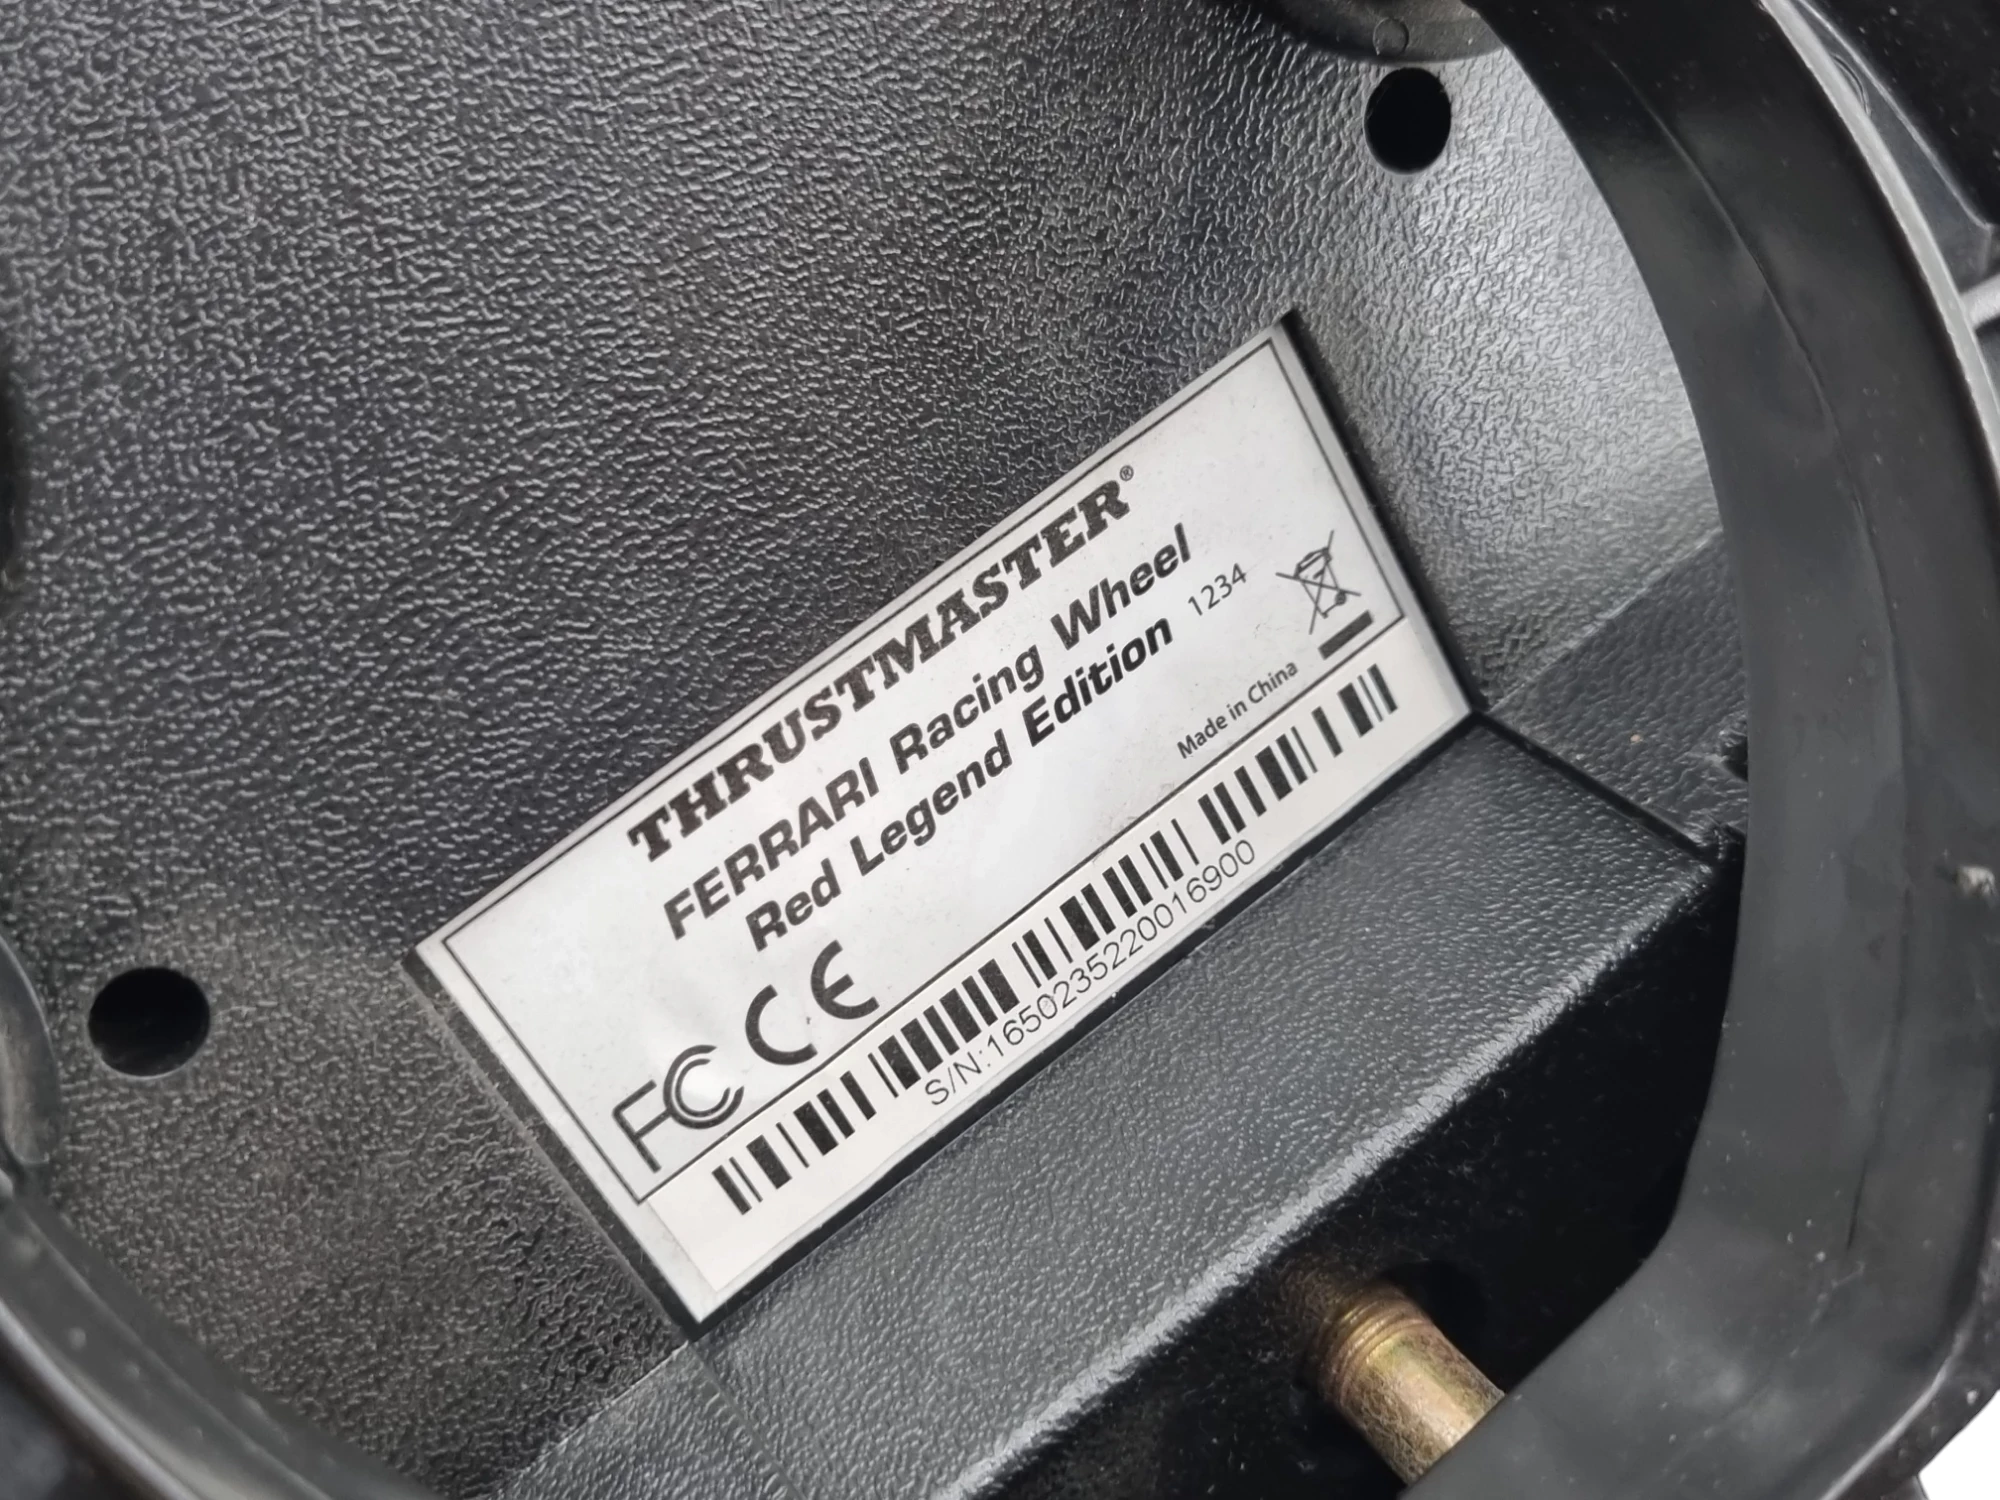 THRUSTMASTER®
FERRARI Racing Wheel
Red Legend Edition 1234
Made in China
FC CE
S/N:1650235220016900